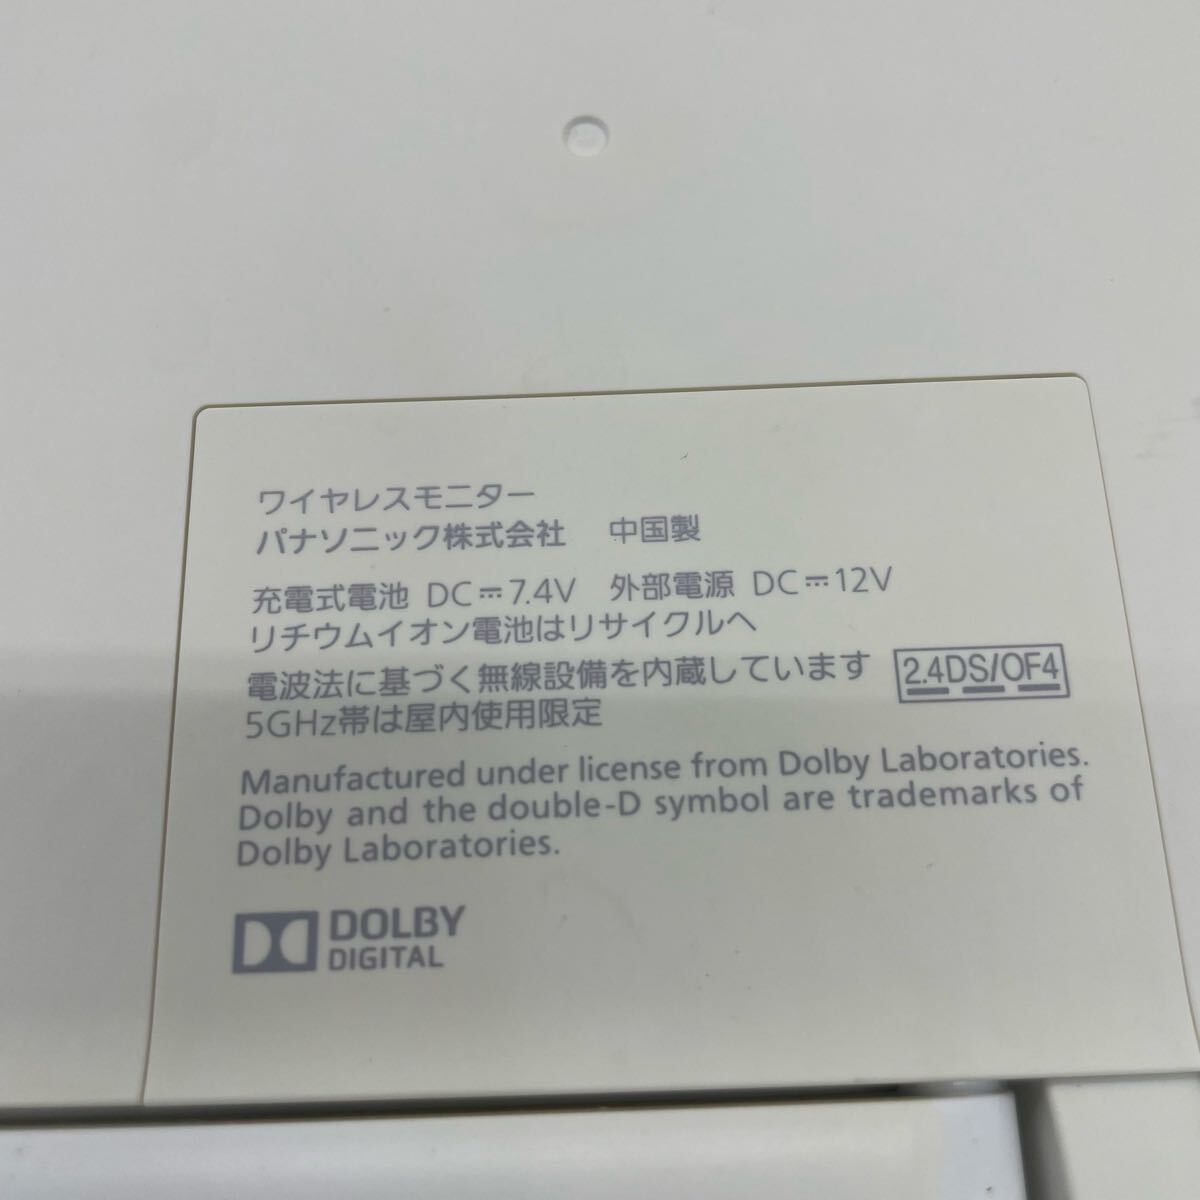 ワイヤレスモニター
パナソニック株式会社 中国製
充電式電池 DC⎓7.4V 外部電源 DC⎓12V
リチウムイオン電池はリサイクルへ
電波法に基づく無線設備を内蔵しています 2.4DS/OF4
5GHz帯は屋内使用限定
Manufactured under license from Dolby Laboratories.
Dolby and the double-D symbol are trademarks of
Dolby Laboratories.
DOLBY
DIGITAL